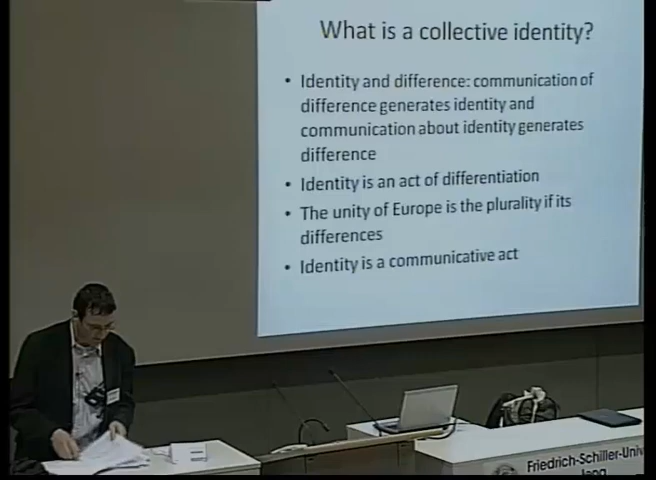 What is a collective identity?
• Identity and difference: communication of
difference generates identity and
communication about identity generates
difference
• Identity is an act of differentiation
• The unity of Europe is the plurality if its
differences
• Identity is a communicative act
Friedrich-Schiller-Univ
Jena